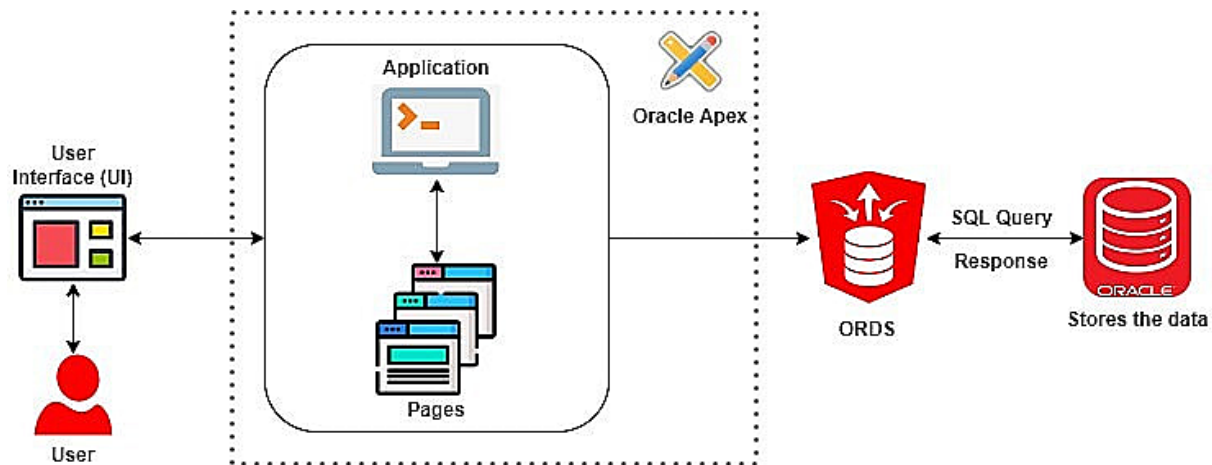 Application
Oracle Apex
User
Interface (UI)
SQL Query
Response
ORACLE
ORDS
Stores the data
Pages
User